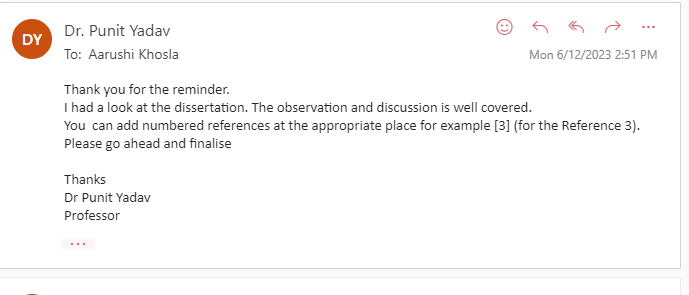 DY
Dr. Punit Yadav
To: Aarushi Khosla
Mon 6/12/2023 2:51 PM
Thank you for the reminder.
I had a look at the dissertation. The observation and discussion is well covered.
You  can add numbered references at the appropriate place for example [3] (for the Reference 3).
Please go ahead and finalise
Thanks
Dr Punit Yadav
Professor